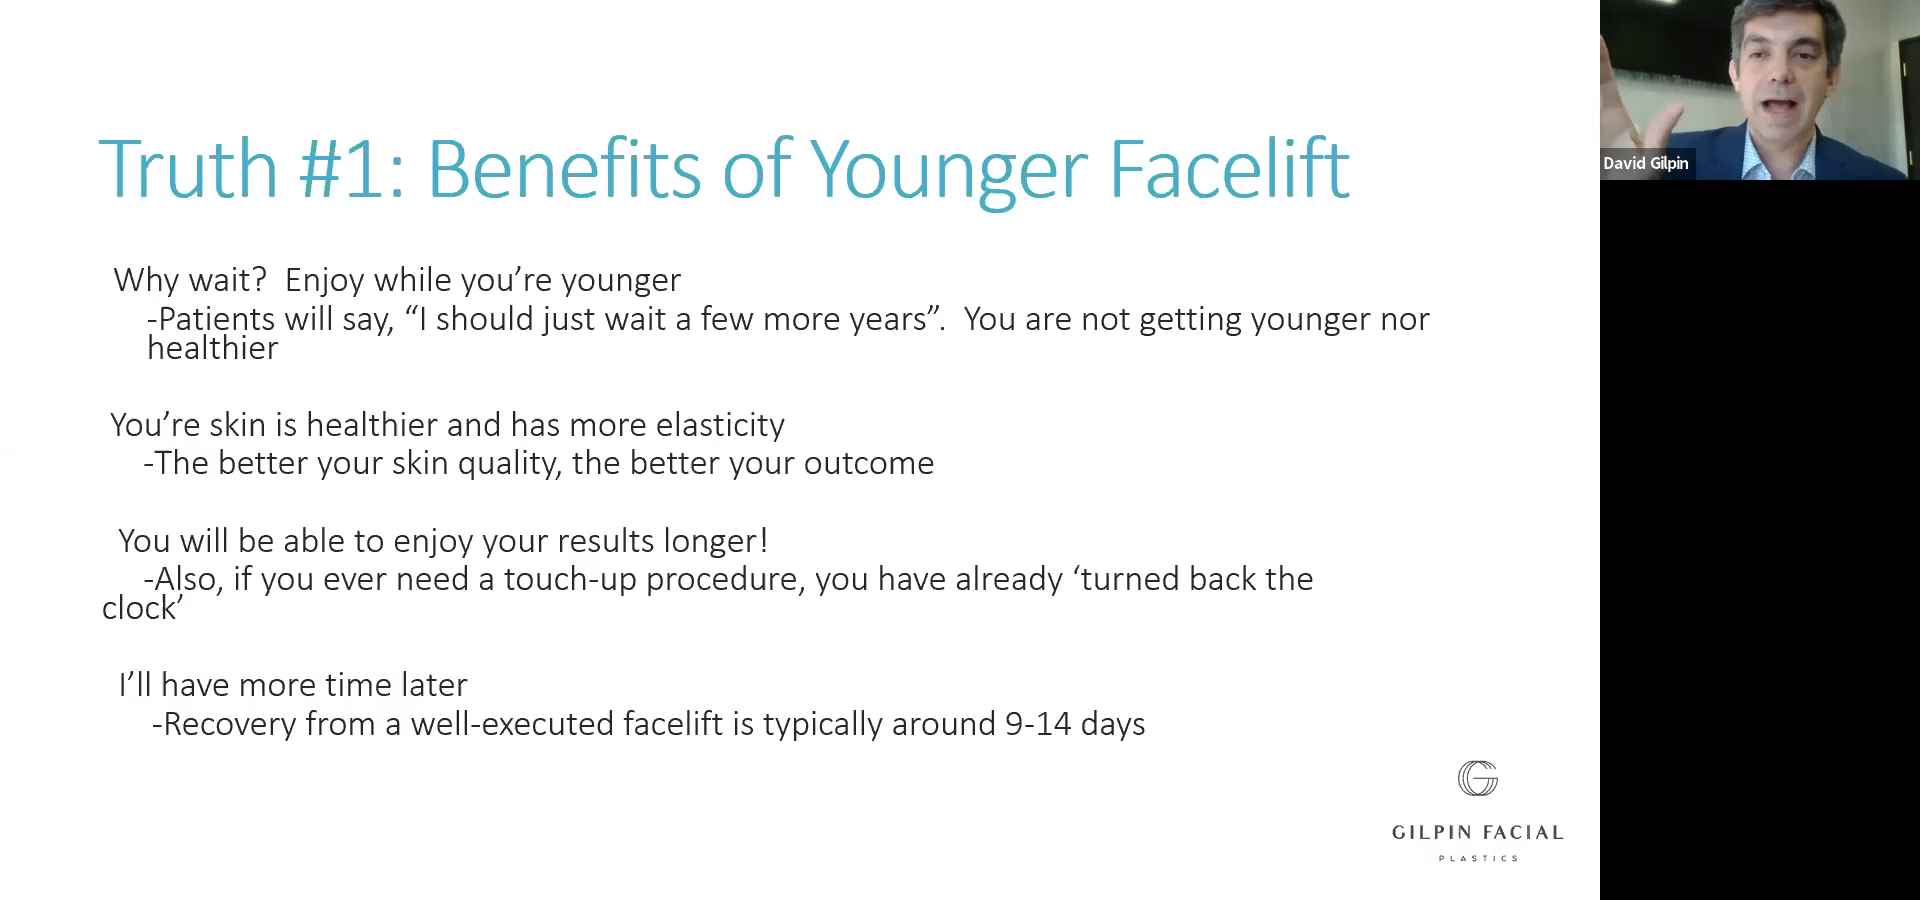 Truth #1: Benefits of Younger Facelift
Why wait?  Enjoy while you’re younger
-Patients will say, “I should just wait a few more years”.  You are not getting younger nor
healthier
You’re skin is healthier and has more elasticity
-The better your skin quality, the better your outcome
You will be able to enjoy your results longer!
-Also, if you ever need a touch-up procedure, you have already ‘turned back the
clock’
I’ll have more time later
-Recovery from a well-executed facelift is typically around 9-14 days
GILPIN FACIAL
PLASTICS
David Gilpin